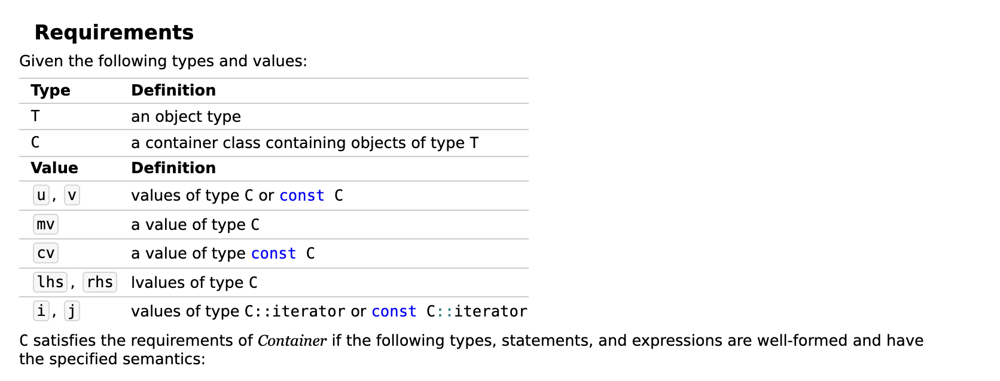 Requirements
Given the following types and values:
Type Definition
T an object type
C a container class containing objects of type T
Value Definition
u, v values of type C or const C
mv a value of type C
cv a value of type const C
lhs, rhs lvalues of type C
i, j values of type C::iterator or const C::iterator
C satisfies the requirements of Container if the following types, statements, and expressions are well-formed and have
the specified semantics: